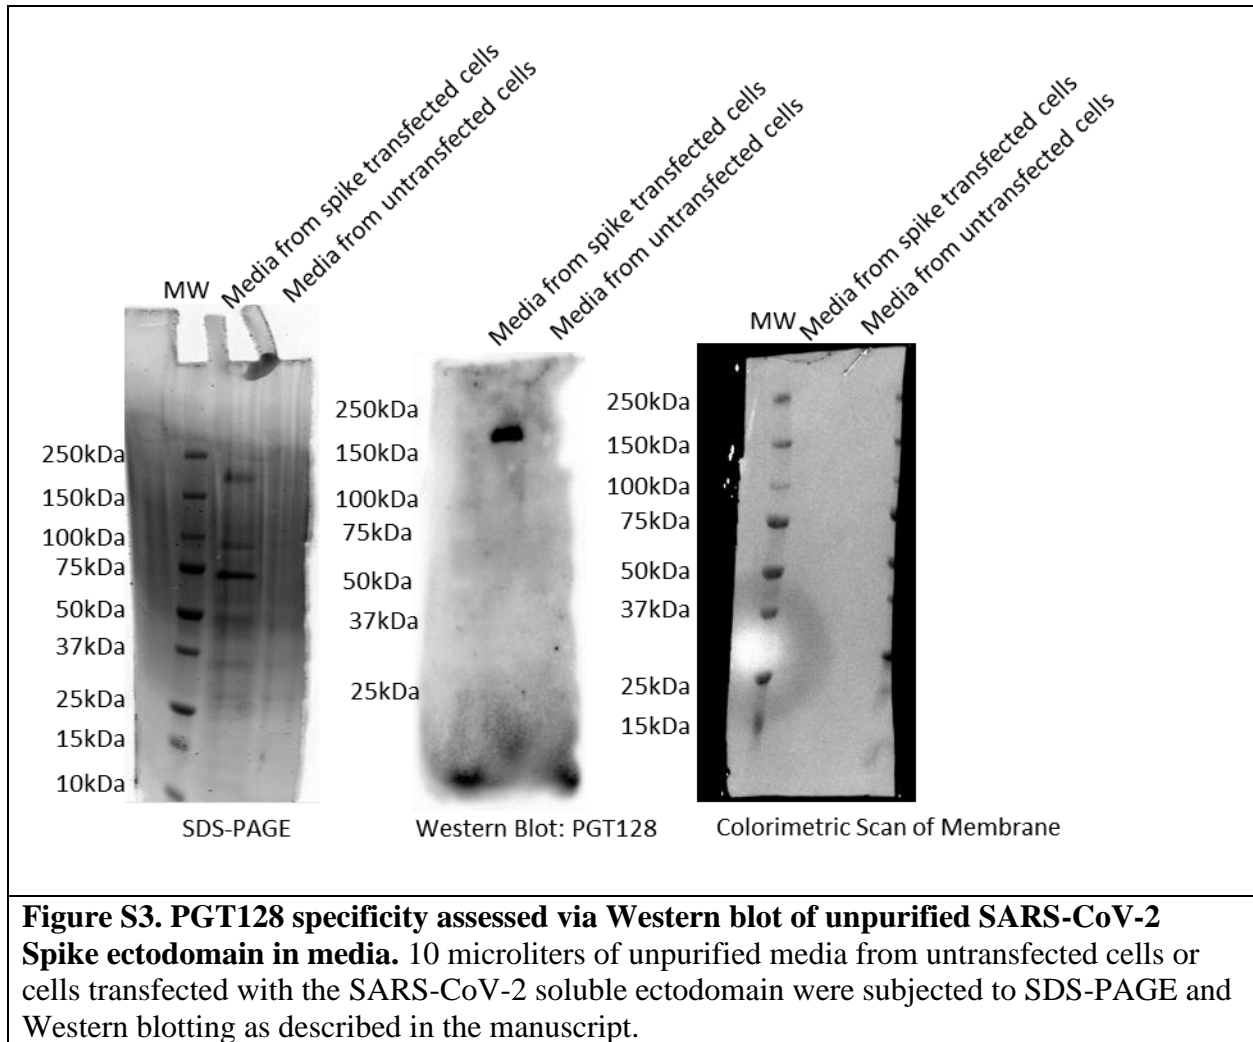 Media from spike transfected cells
Media from untransfected cells
Media from spike transfected cells
Media from untransfected cells
Media from spike transfected cells
Media from untransfected cells
MW
250kDa
150kDa
100kDa
75kDa
50kDa
37kDa
25kDa
15kDa
10kDa
SDS-PAGE
250kDa
150kDa
100kDa
75kDa
50kDa
37kDa
25kDa
Western Blot: PGT128
MW
250kDa
150kDa
100kDa
75kDa
50kDa
37kDa
25kDa
15kDa
Colorimetric Scan of Membrane
Figure S3. PGT128 specificity assessed via Western blot of unpurified SARS-CoV-2
Spike ectodomain in media. 10 microliters of unpurified media from untransfected cells or
cells transfected with the SARS-CoV-2 soluble ectodomain were subjected to SDS-PAGE and
Western blotting as described in the manuscript.